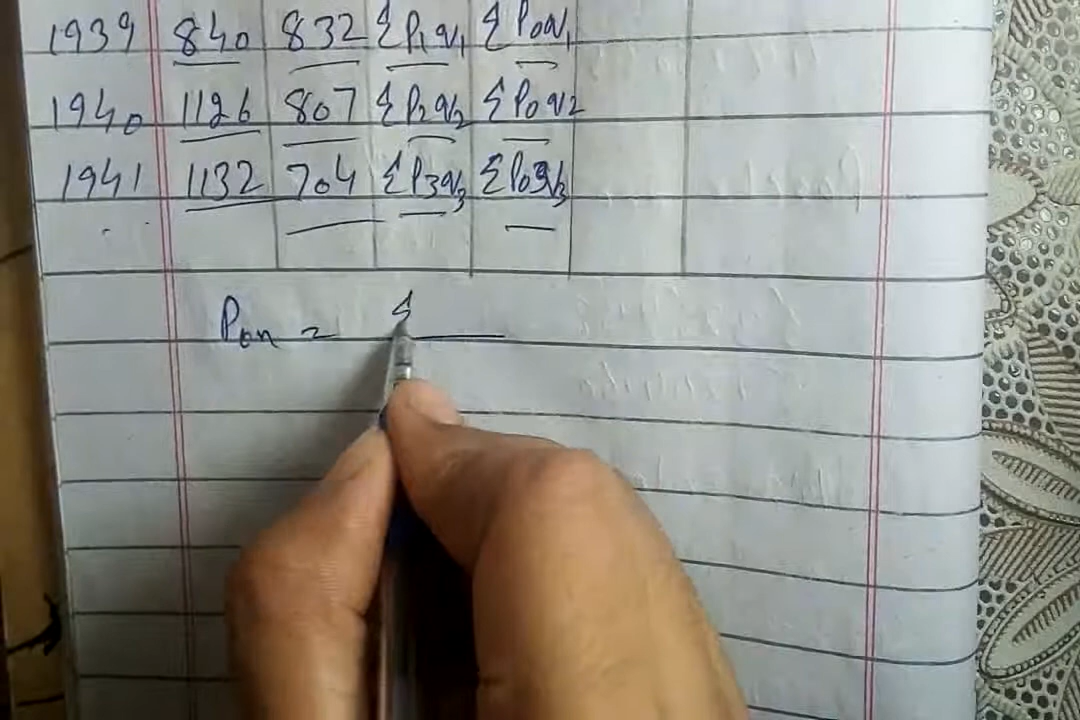 1939 840 832 Σp₁q₁ Σp₀q₁
1940 1126 807 Σp₂q₂ Σp₀q₂
1941 1132 704 Σp₃q₃ Σp₀q₃
P₀n = Σ